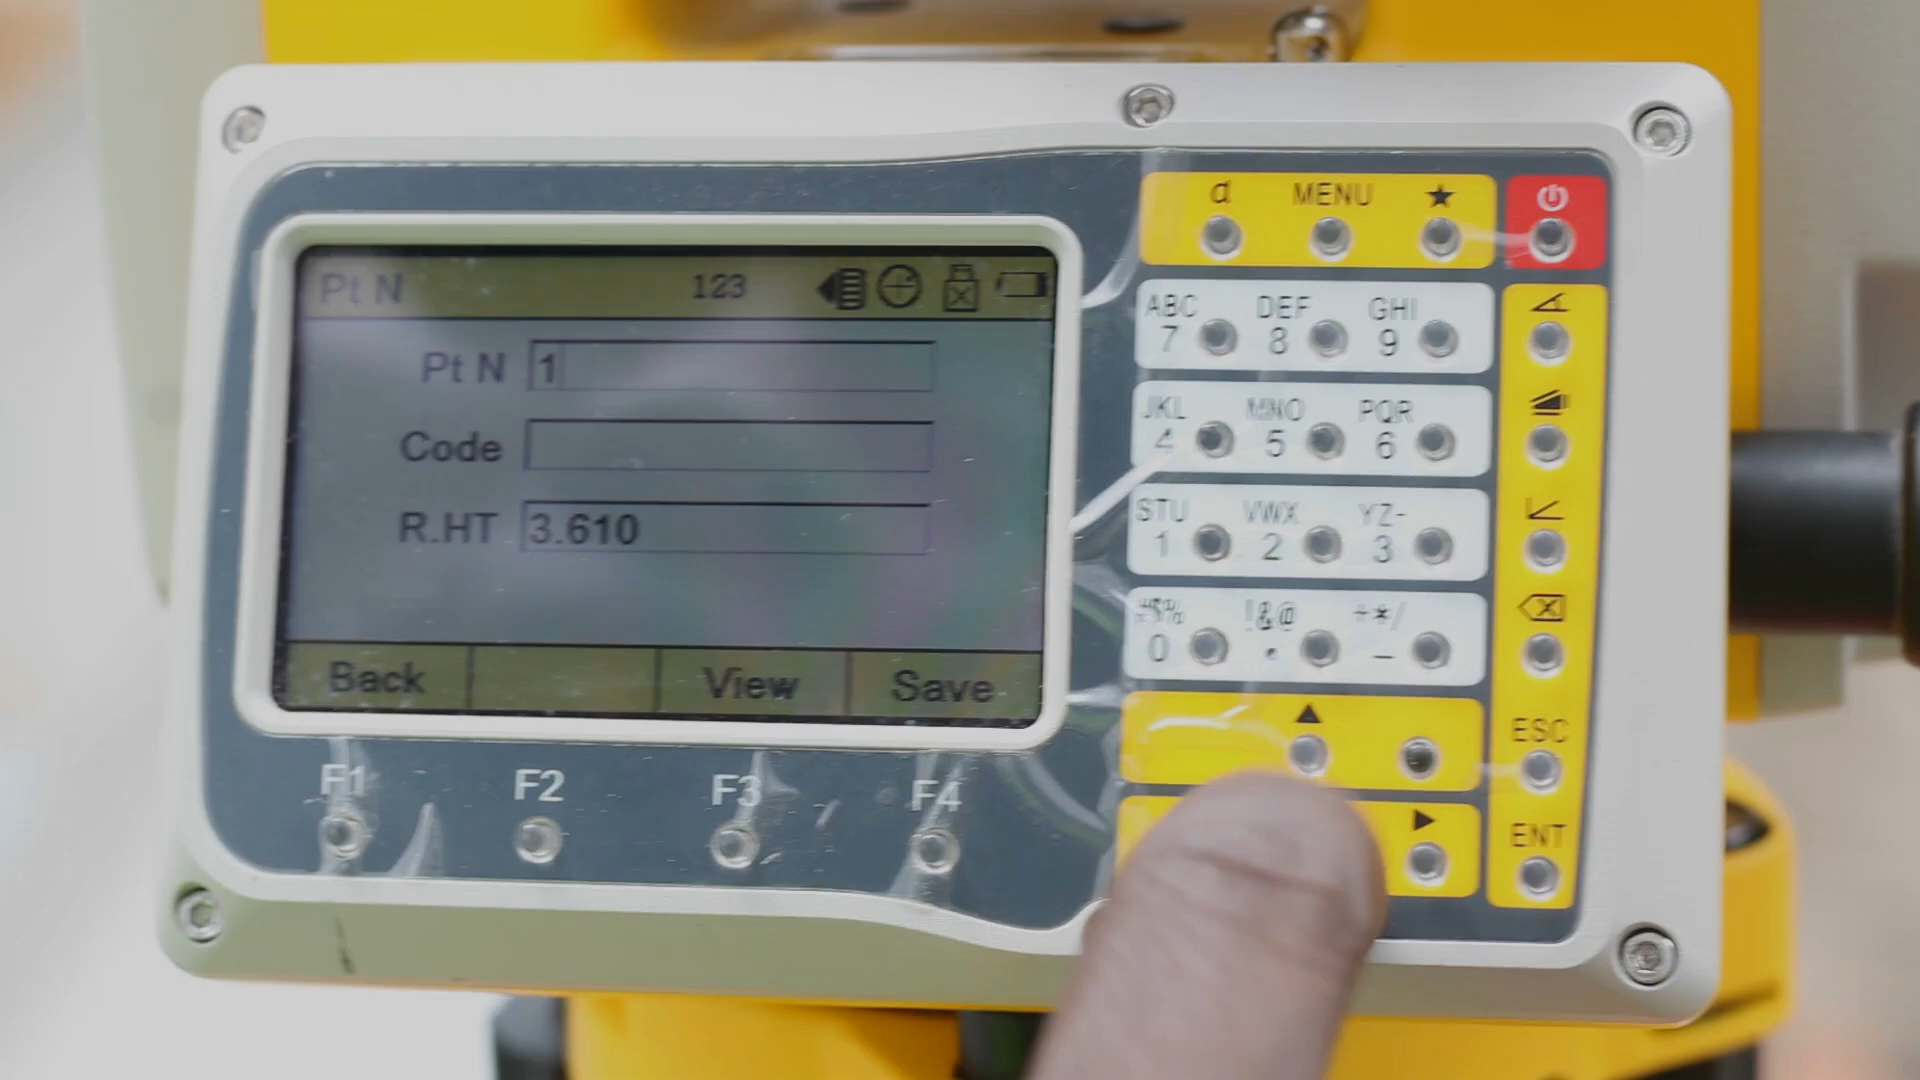 Pt N 123
Pt N 1
Code
R.HT 3.610
Back View Save
F1 F2 F3 F4
α MENU ★
ABC DEF GHI
7 8 9
JKL MNO PQR
4 5 6
STU VWX YZ-
1 2 3
#$% !&@ +*/
0 . -
▲ ESC
▶ ENT